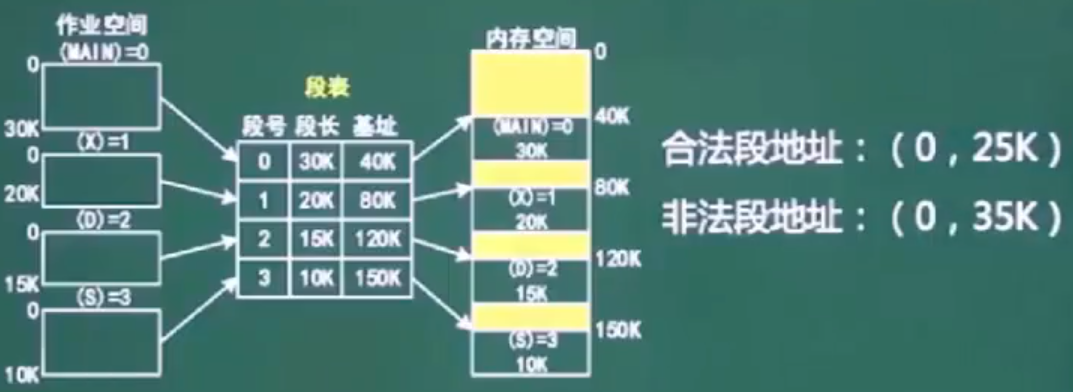 作业空间
(MAIN)=0
0
30K
(X)=1
0
20K
(D)=2
0
15K
(S)=3
0
10K
段表
段号 段长 基址
0 30K 40K
1 20K 80K
2 15K 120K
3 10K 150K
内存空间
0
40K
(MAIN)=0
30K
80K
(X)=1
20K
120K
(D)=2
15K
150K
(S)=3
10K
合法段地址：（0，25K）
非法段地址：（0，35K）